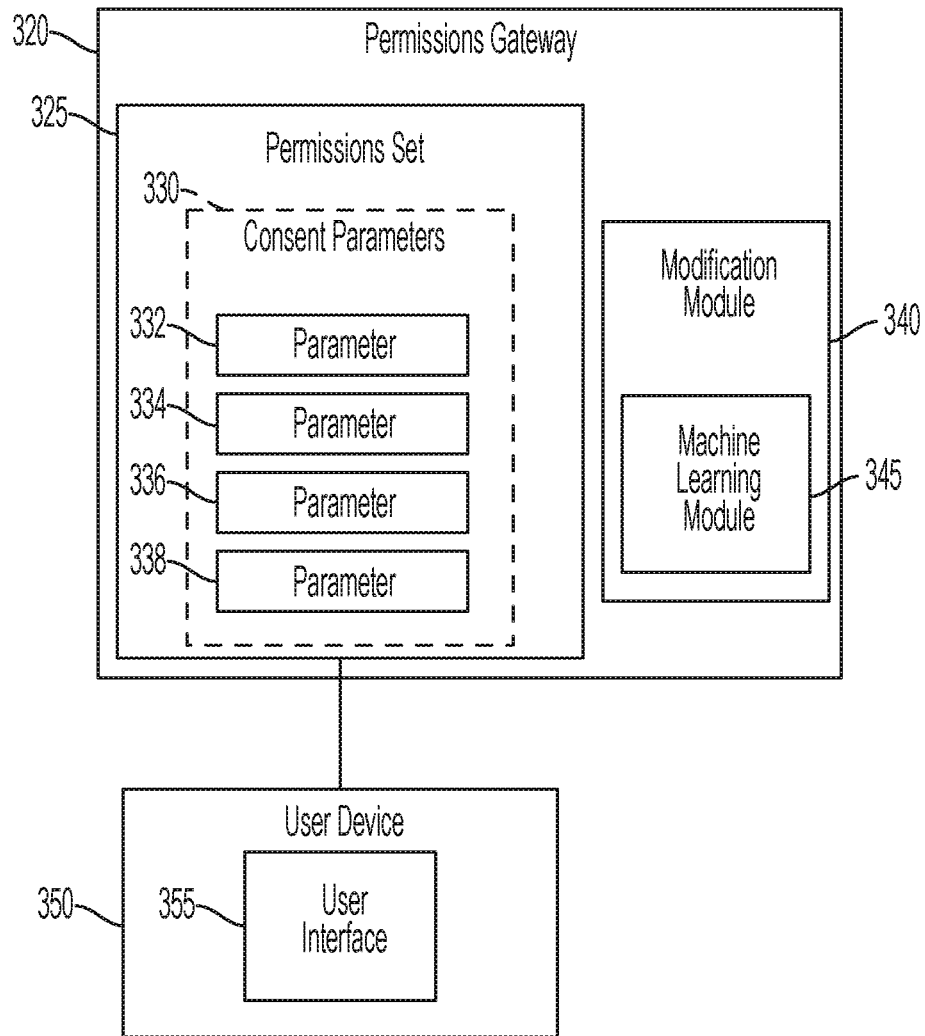 320
Permissions Gateway
325
Permissions Set
330
Consent Parameters
332
Parameter
334
Parameter
336
Parameter
338
Parameter
Modification
Module
340
Machine
Learning
Module
345
User Device
350
355
User
Interface